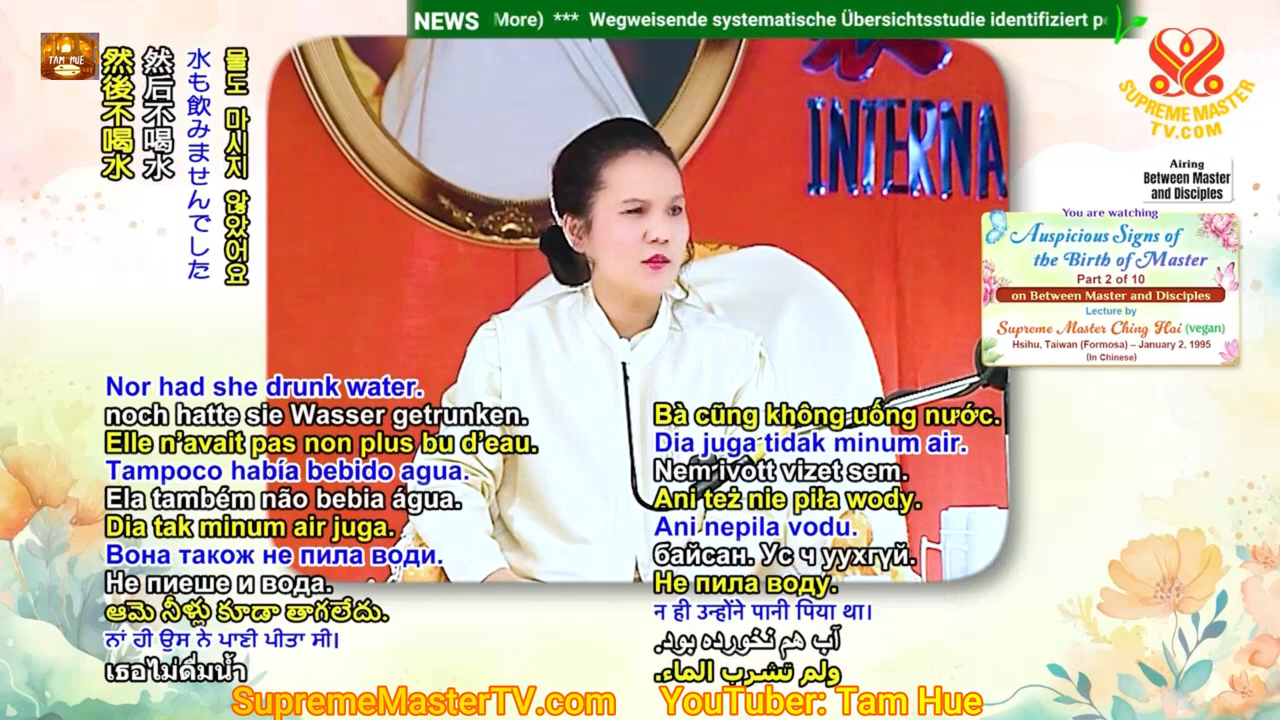 NEWS More) *** Wegweisende systematische Übersichtsstudie identifiziert
TAM HUE
然後不喝水
然后不喝水
水も飲みませんでした
물도 마시지 않았어요
INTERNA
SUPREME MASTER
TV.COM
Airing
Between Master
and Disciples
You are watching
Auspicious Signs of
the Birth of Master
Part 2 of 10
on Between Master and Disciples
Lecture by
Supreme Master Ching Hai (vegan)
Hsihu, Taiwan (Formosa) – January 2, 1995
(In Chinese)
Nor had she drunk water.
noch hatte sie Wasser getrunken.
Elle n’avait pas non plus bu d’eau.
Tampoco había bebido agua.
Ela também não bebia água.
Dia tak minum air juga.
Вона також не пила води.
Не пиеше и вода.
ఆమె నీళ్లు కూడా తాగలేదు.
ਨਾਂ ਹੀ ਉਸ ਨੇ ਪਾਣੀ ਪੀਤਾ ਸੀ।
เธอไม่ดื่มน้ำ
Bà cũng không uống nước.
Dia juga tidak minum air.
Nem ivott vizet sem.
Ani też nie piła wody.
Ani nepila vodu.
байсан. Ус ч уухгүй.
Не пила воду.
न ही उन्होंने पानी पिया था।
آب هم نخورده بود.
ولم تشرب الماء.
SupremeMasterTV.com YouTuber: Tam Hue